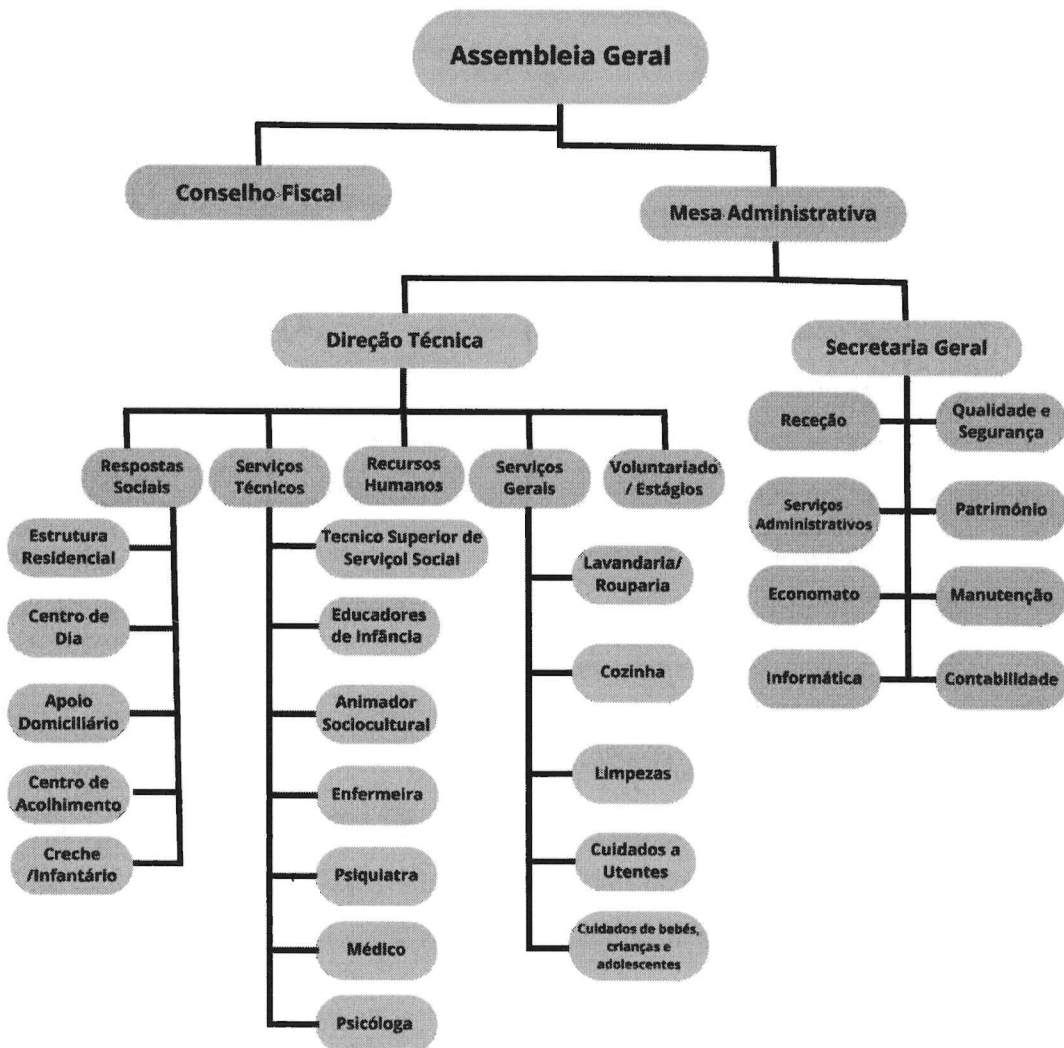 Assembleia Geral
Conselho Fiscal
Mesa Administrativa
Direção Técnica
Secretaria Geral
Receção
Qualidade e
Segurança
Serviços
Administrativos
Património
Economato
Manutenção
Informática
Contabilidade
Respostas
Sociais
Serviços
Técnicos
Recursos
Humanos
Serviços
Gerais
Voluntariado
/ Estágios
Estrutura
Residencial
Centro de
Dia
Apoio
Domiciliário
Centro de
Acolhimento
Creche
/Infantário
Tecnico Superior de
Serviçol Social
Educadores
de Infância
Animador
Sociocultural
Enfermeira
Psiquiatra
Médico
Psicóloga
Lavandaria/
Rouparia
Cozinha
Limpezas
Cuidados a
Utentes
Cuidados de bebés,
crianças e
adolescentes